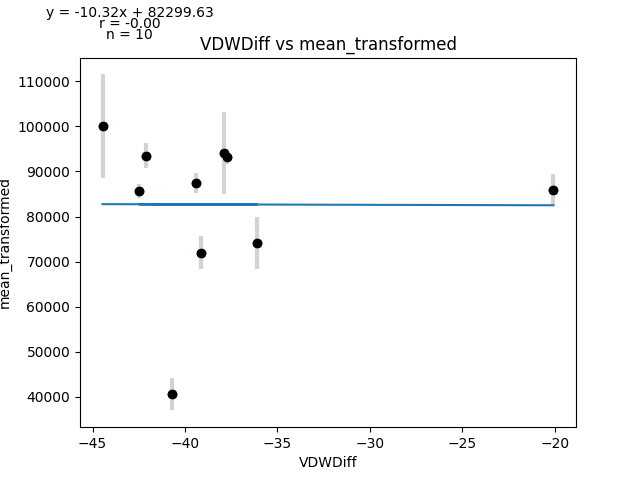 y = -10.32x + 82299.63
r = -0.00
n = 10
VDWDiff vs mean_transformed
110000
100000
90000
80000
70000
60000
50000
40000
mean_transformed
−45
−40
−35
−30
−25
−20
VDWDiff